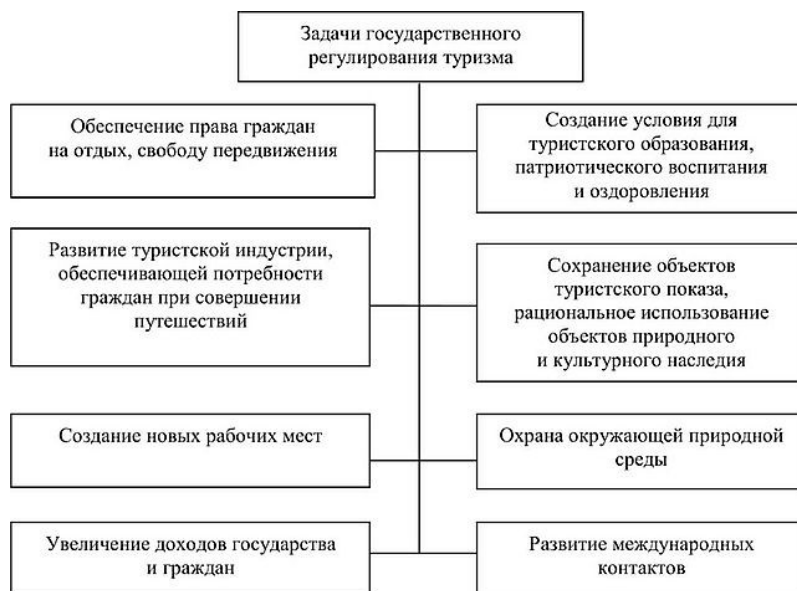 Задачи государственного
регулирования туризма
Обеспечение права граждан
на отдых, свободу передвижения
Создание условия для
туристского образования,
патриотического воспитания
и оздоровления
Развитие туристской индустрии,
обеспечивающей потребности
граждан при совершении
путешествий
Сохранение объектов
туристского показа,
рациональное использование
объектов природного
и культурного наследия
Создание новых рабочих мест
Охрана окружающей природной
среды
Увеличение доходов государства
и граждан
Развитие международных
контактов